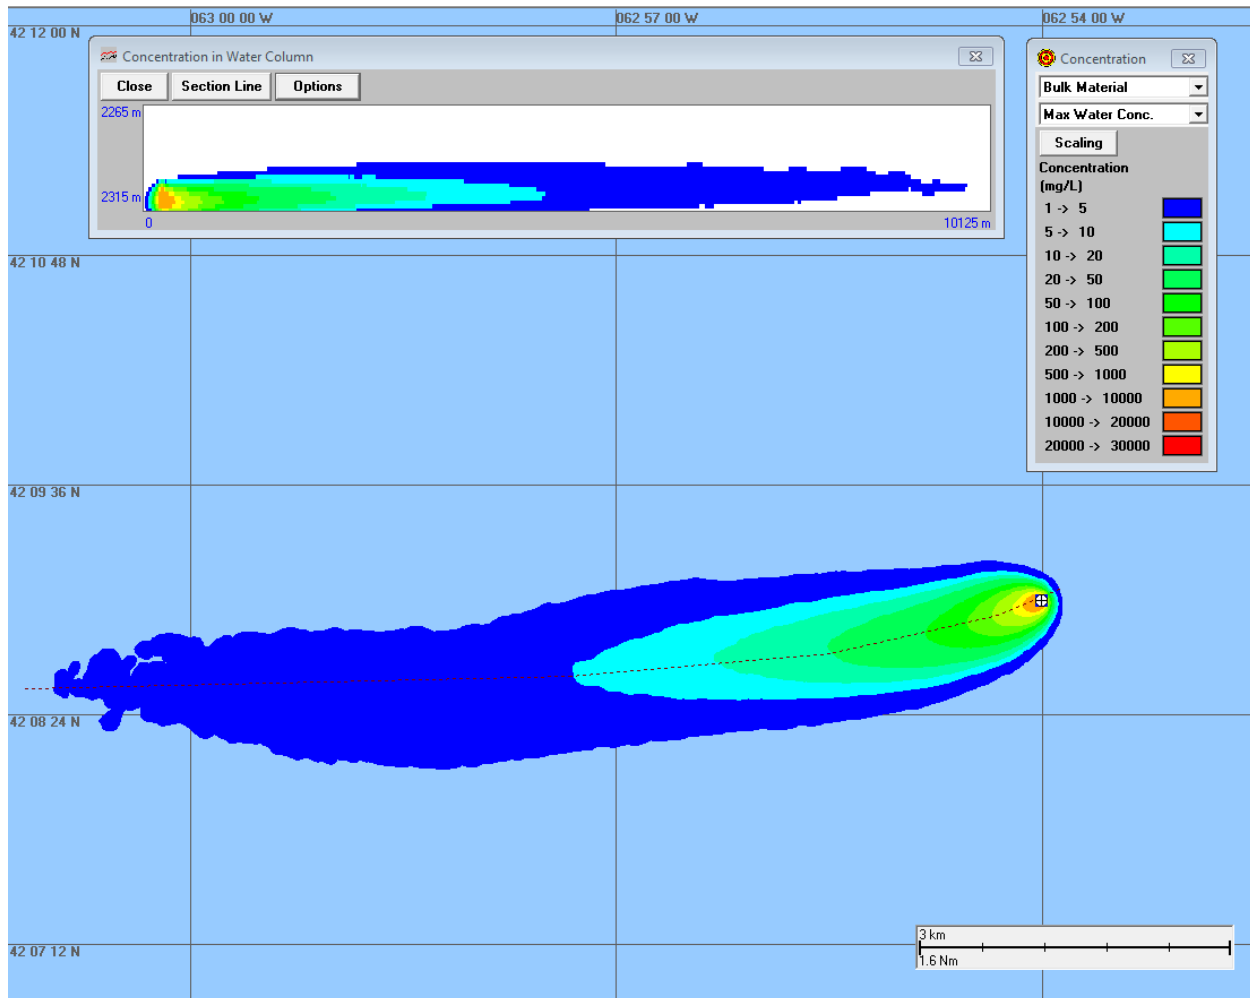 063 00 00 W
062 57 00 W
062 54 00 W
42 12 00 N
Concentration in Water Column
Close
Section Line
Options
2265 m
2315 m
0
10125 m
Concentration
Bulk Material
Max Water Conc.
Scaling
Concentration
(mg/L)
1 -> 5
5 -> 10
10 -> 20
20 -> 50
50 -> 100
100 -> 200
200 -> 500
500 -> 1000
1000 -> 10000
10000 -> 20000
20000 -> 30000
42 10 48 N
42 09 36 N
42 08 24 N
42 07 12 N
3 km
1.6 Nm